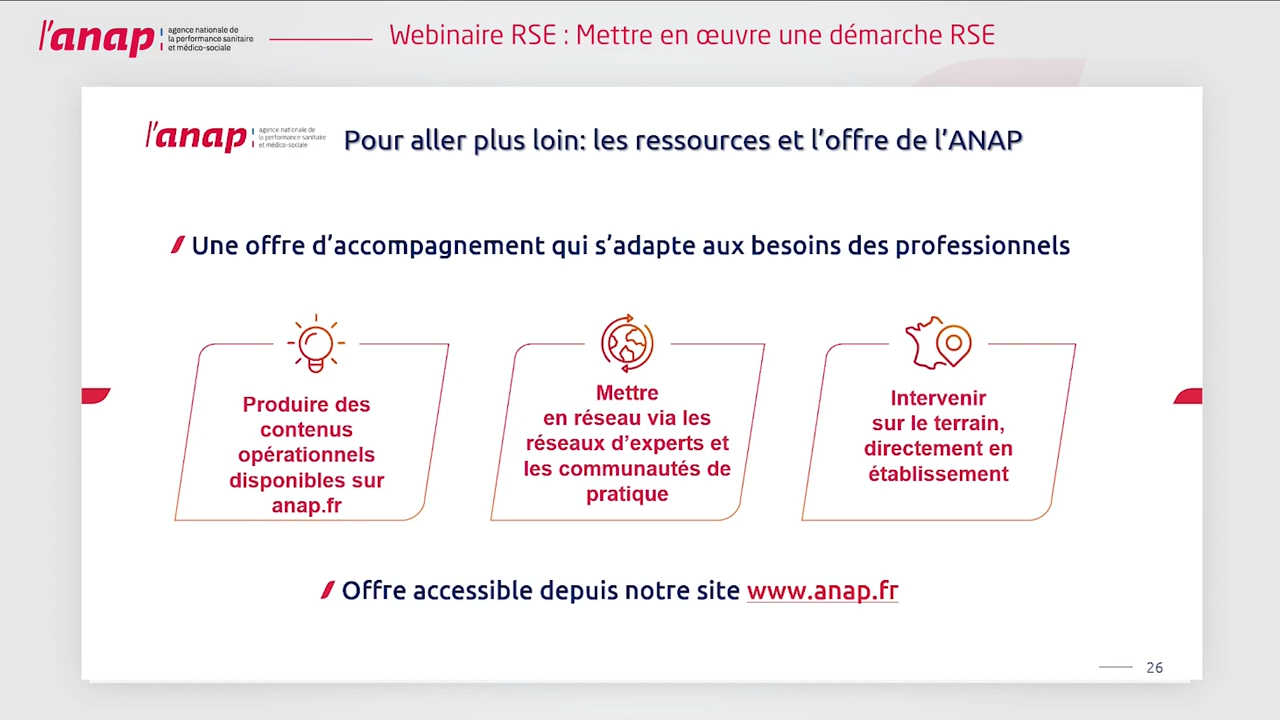 l'anap
agence nationale de
la performance sanitaire
et médico-sociale
Webinaire RSE : Mettre en œuvre une démarche RSE
l'anap
agence nationale de
la performance sanitaire
et médico-sociale
Pour aller plus loin: les ressources et l'offre de l'ANAP
Une offre d'accompagnement qui s'adapte aux besoins des professionnels
Produire des
contenus
opérationnels
disponibles sur
anap.fr
Mettre
en réseau via les
réseaux d'experts et
les communautés de
pratique
Intervenir
sur le terrain,
directement en
établissement
Offre accessible depuis notre site www.anap.fr
26